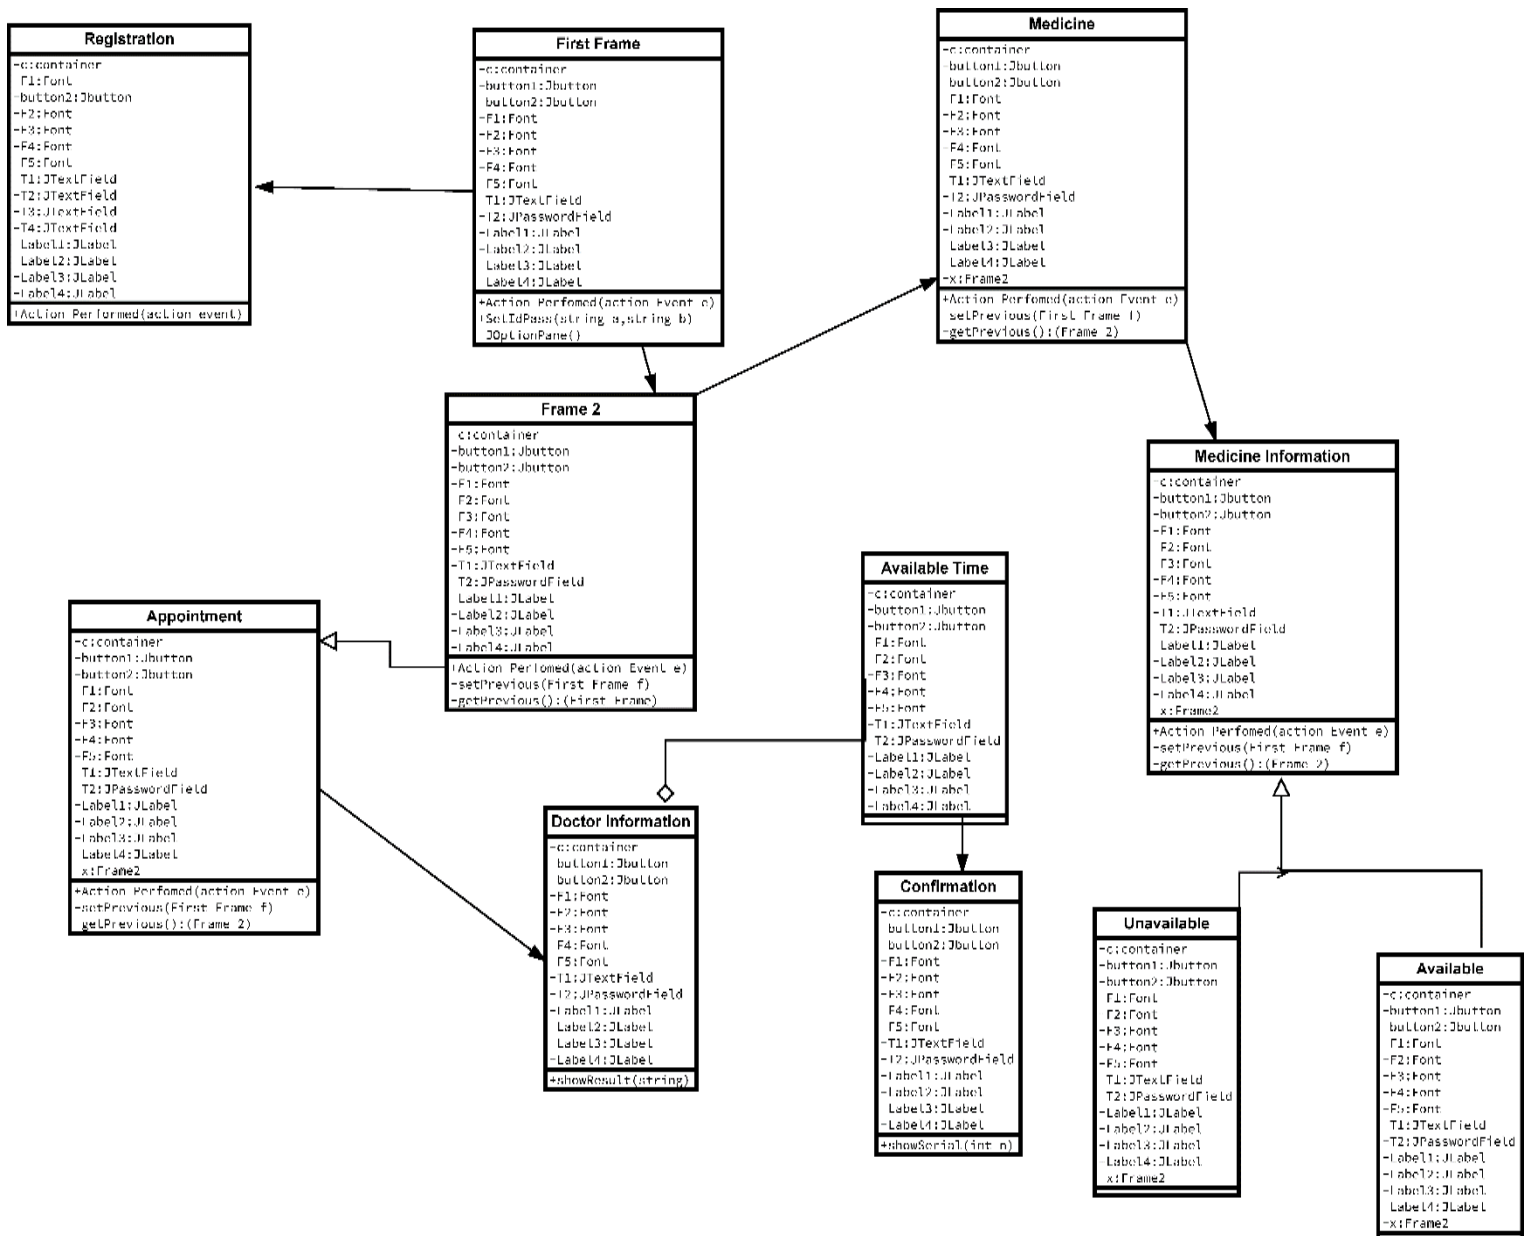 Registration
-c:container
F1:Font
-button2:Jbutton
-F2:Font
-F3:Font
-F4:Font
F5:Font
T1:JTextField
-T2:JTextField
-T3:JTextField
-T4:JTextField
Label1:JLabel
Label2:JLabel
-Label3:JLabel
-Label4:JLabel
+Action Performed(action event)
First Frame
-c:container
-button1:Jbutton
button2:Jbutton
-F1:Font
-F2:Font
-F3:Font
-F4:Font
F5:Font
T1:JTextField
-T2:JPasswordField
-Label1:JLabel
-Label2:JLabel
Label3:JLabel
Label4:JLabel
+Action Perfomed(action Event e)
+SetIdPass(string a,string b)
JOptionPane()
Medicine
-c:container
-button1:Jbutton
button2:Jbutton
F1:Font
-F2:Font
-F3:Font
-F4:Font
F5:Font
T1:JTextField
-T2:JPasswordField
-Label1:JLabel
-Label2:JLabel
Label3:JLabel
Label4:JLabel
-x:Frame2
+Action Perfomed(action Event e)
setPrevious(First Frame f)
-getPrevious():(Frame 2)
Frame 2
c:container
-button1:Jbutton
-button2:Jbutton
-F1:Font
F2:Font
F3:Font
-F4:Font
-F5:Font
-T1:JTextField
T2:JPasswordField
Label1:JLabel
-Label2:JLabel
-Label3:JLabel
-Label4:JLabel
+Action Perfomed(action Event e)
-setPrevious(First Frame f)
-getPrevious():(First Frame)
Medicine Information
-c:container
-button1:Jbutton
-button2:Jbutton
-F1:Font
F2:Font
F3:Font
-F4:Font
-F5:Font
-T1:JTextField
T2:JPasswordField
Label1:JLabel
-Label2:JLabel
-Label3:JLabel
-Label4:JLabel
x:Frame2
+Action Perfomed(action Event e)
-setPrevious(First Frame f)
-getPrevious():(Frame 2)
Appointment
-c:container
-button1:Jbutton
-button2:Jbutton
F1:Font
F2:Font
-F3:Font
-F4:Font
-F5:Font
T1:JTextField
T2:JPasswordField
-Label1:JLabel
-Label2:JLabel
-Label3:JLabel
Label4:JLabel
x:Frame2
+Action Perfomed(action Event e)
-setPrevious(First Frame f)
getPrevious():(Frame 2)
Available Time
-c:container
-button1:Jbutton
-button2:Jbutton
F1:Font
F2:Font
-F3:Font
-F4:Font
-F5:Font
-T1:JTextField
T2:JPasswordField
-Label1:JLabel
-Label2:JLabel
-Label3:JLabel
-Label4:JLabel
Doctor Information
-c:container
button1:Jbutton
button2:Jbutton
-F1:Font
-F2:Font
-F3:Font
F4:Font
F5:Font
-T1:JTextField
-T2:JPasswordField
-Label1:JLabel
Label2:JLabel
Label3:JLabel
-Label4:JLabel
+showResult(string)
Confirmation
-c:container
button1:Jbutton
button2:Jbutton
-F1:Font
-F2:Font
-F3:Font
F4:Font
F5:Font
-T1:JTextField
-T2:JPasswordField
-Label1:JLabel
-Label2:JLabel
Label3:JLabel
-Label4:JLabel
+showSerial(int n)
Unavailable
-c:container
-button1:Jbutton
-button2:Jbutton
F1:Font
F2:Font
-F3:Font
-F4:Font
-F5:Font
T1:JTextField
T2:JPasswordField
-Label1:JLabel
-Label2:JLabel
-Label3:JLabel
-Label4:JLabel
x:Frame2
Available
-c:container
-button1:Jbutton
button2:Jbutton
F1:Font
-F2:Font
-F3:Font
-F4:Font
-F5:Font
T1:JTextField
-T2:JPasswordField
-Label1:JLabel
-Label2:JLabel
-Label3:JLabel
Label4:JLabel
-x:Frame2